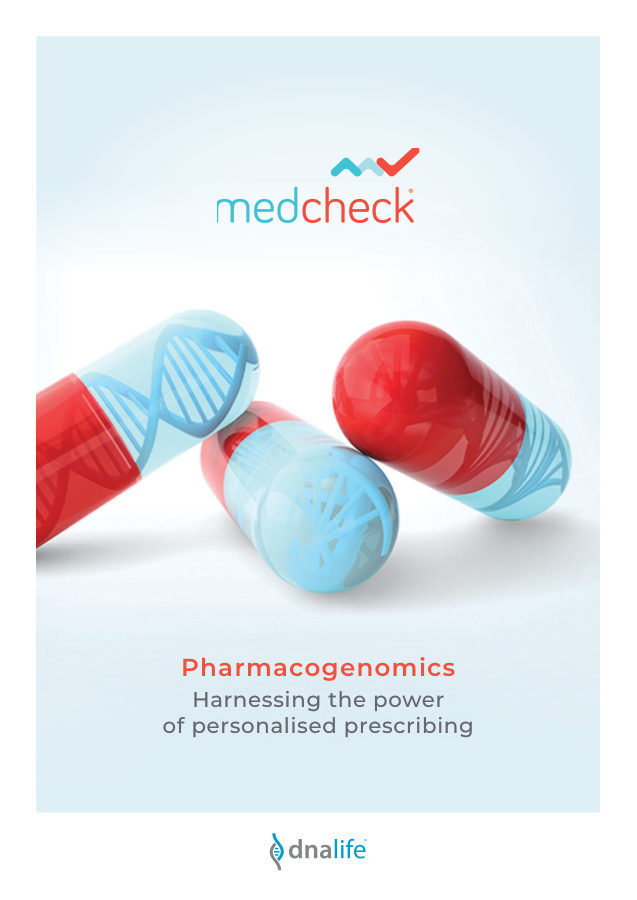 medcheck®
Pharmacogenomics
Harnessing the power
of personalised prescribing
dnalife®